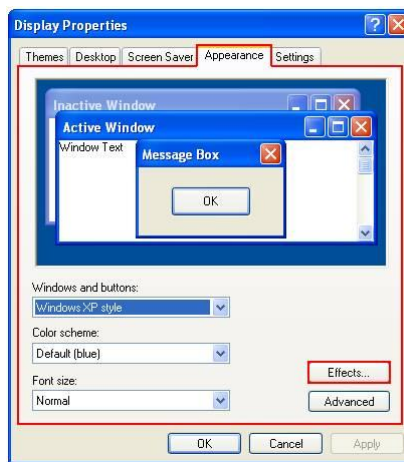 Display Properties
Themes Desktop Screen Saver Appearance Settings
Inactive Window
Active Window
Window Text
Message Box
OK
Windows and buttons:
Windows XP style
Color scheme:
Default (blue)
Font size:
Normal
Effects...
Advanced
OK Cancel Apply